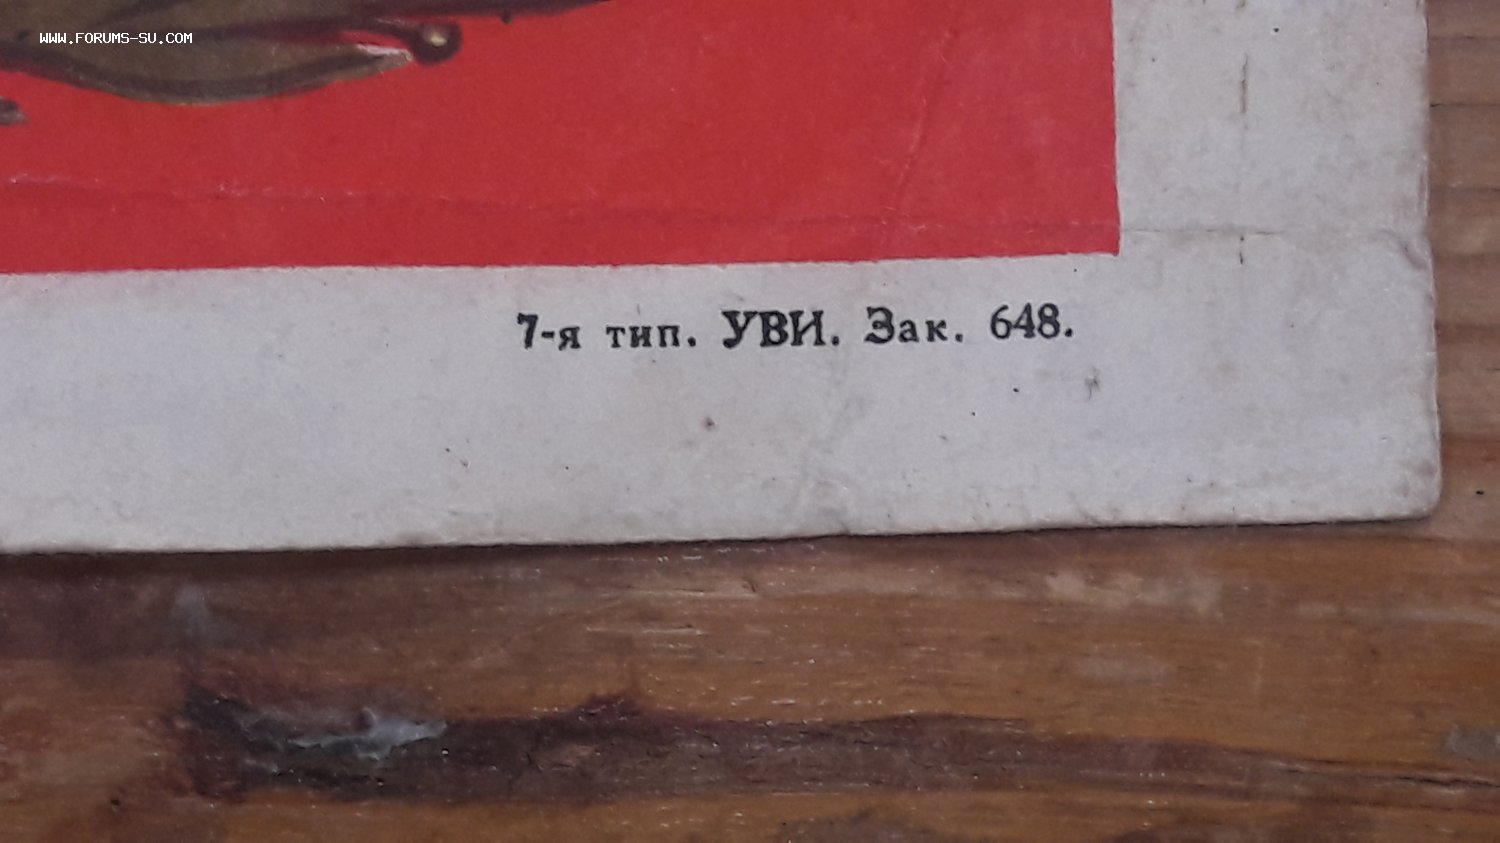 WWW.FORUMS-SU.COM
7-я тип. УВИ. Зак. 648.